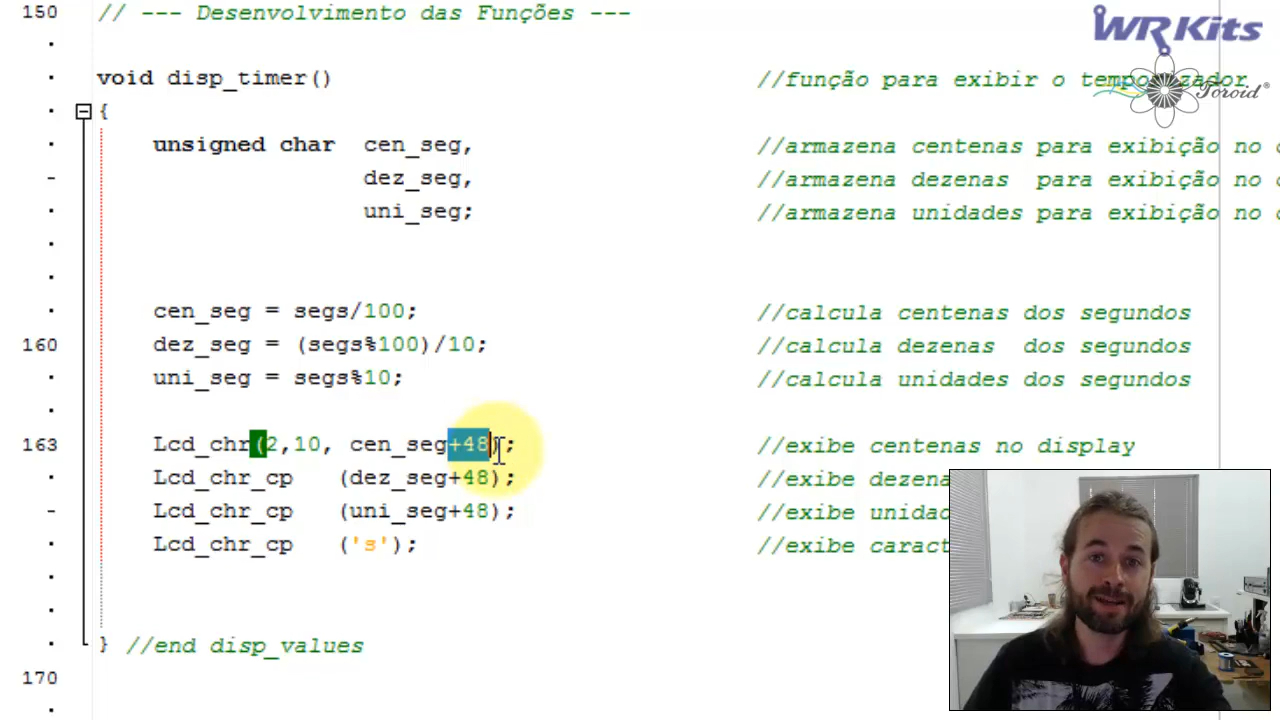 WR Kits
Toroid®
150 // --- Desenvolvimento das Funções ---
void disp_timer() //função para exibir o temporizador
{
unsigned char cen_seg, //armazena centenas para exibição no
dez_seg, //armazena dezenas para exibição no
uni_seg; //armazena unidades para exibição no
cen_seg = segs/100; //calcula centenas dos segundos
160 dez_seg = (segs%100)/10; //calcula dezenas dos segundos
uni_seg = segs%10; //calcula unidades dos segundos
163 Lcd_chr(2,10, cen_seg+48); //exibe centenas no display
Lcd_chr_cp (dez_seg+48); //exibe dezena
Lcd_chr_cp (uni_seg+48); //exibe unidad
Lcd_chr_cp ('s'); //exibe caract
} //end disp_values
170